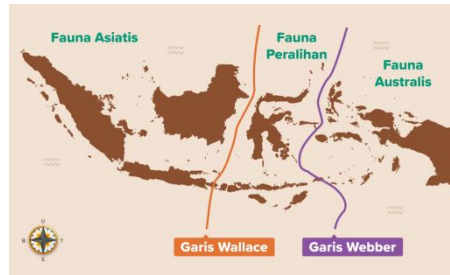 Fauna Asiatis
Fauna
Peralihan
Fauna
Australis
Garis Wallace
Garis Webber
U
B
T
S